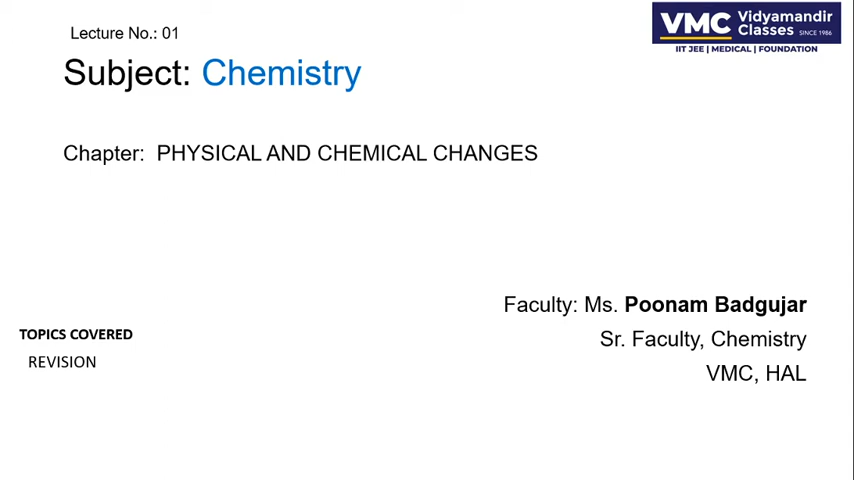 Lecture No.: 01
VMC Vidyamandir
Classes SINCE 1986
IIT JEE | MEDICAL | FOUNDATION
Subject: Chemistry
Chapter: PHYSICAL AND CHEMICAL CHANGES
Faculty: Ms. Poonam Badgujar
TOPICS COVERED
Sr. Faculty, Chemistry
REVISION
VMC, HAL